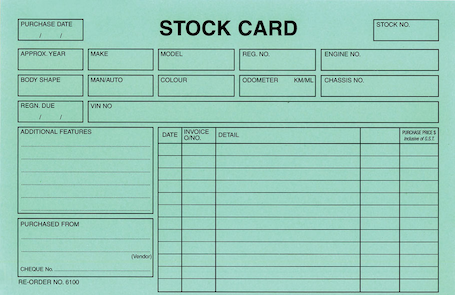 PURCHASE DATE
/ /
STOCK CARD
STOCK NO.
APPROX. YEAR
MAKE
MODEL
REG. NO.
ENGINE NO.
BODY SHAPE
MAN/AUTO
COLOUR
ODOMETER KM/ML
CHASSIS NO.
REGN. DUE
/ /
VIN NO
ADDITIONAL FEATURES
DATE
INVOICE
O/NO.
DETAIL
PURCHASE PRICE $
inclusive of G.S.T.
PURCHASED FROM
(Vendor)
CHEQUE No.
RE-ORDER NO. 6100